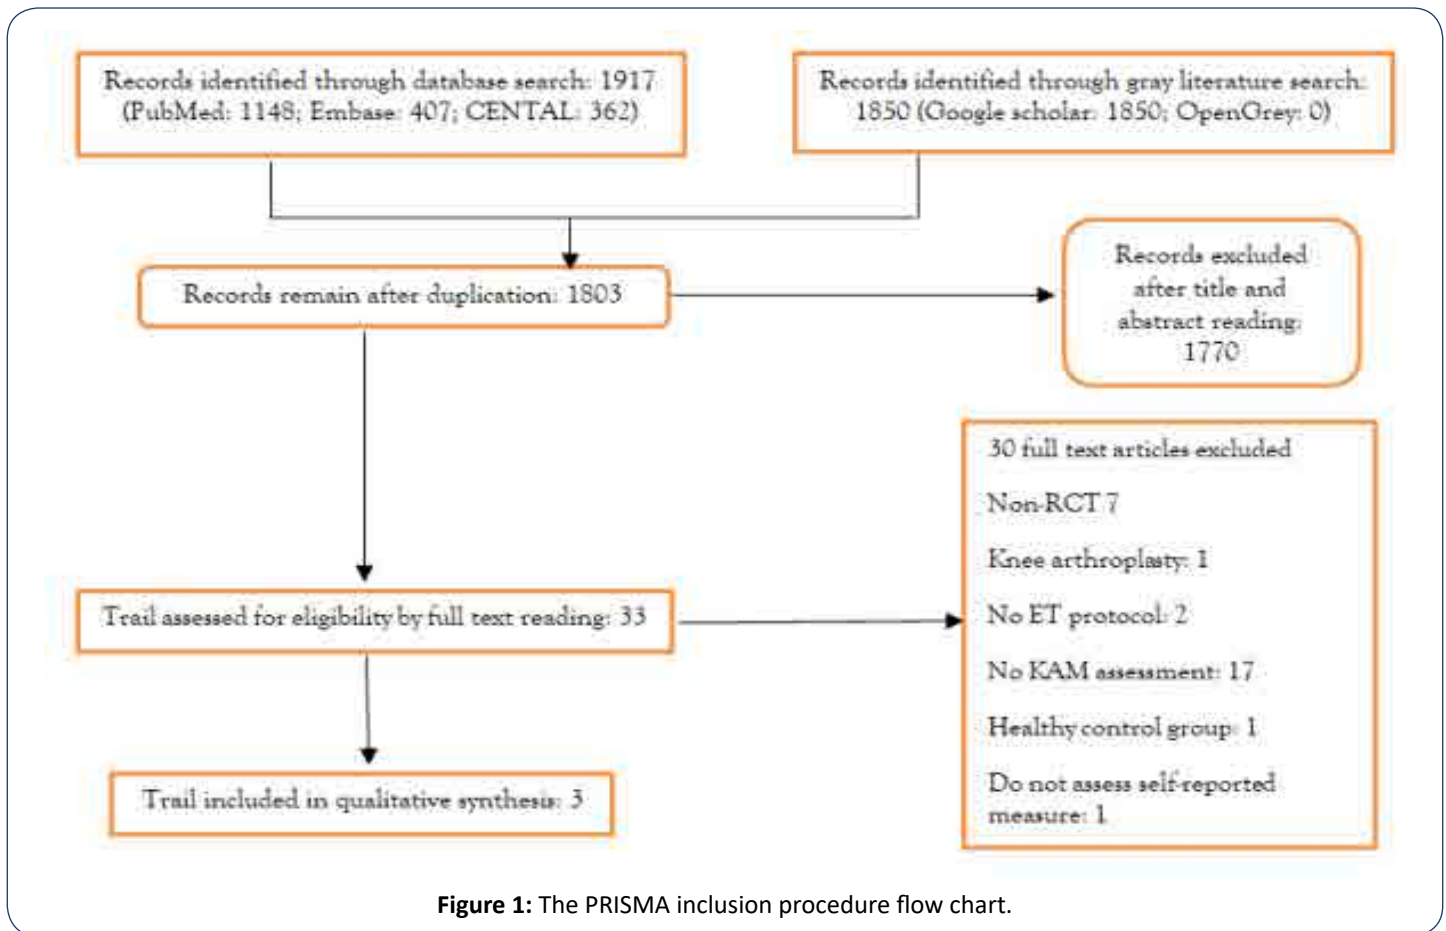 Records identified through database search: 1917
(PubMed: 1148; Embase: 407; CENTAL: 362)
Records identified through gray literature search:
1850 (Google scholar: 1850; OpenGrey: 0)
Records remain after duplication: 1803
Records excluded
after title and
abstract reading:
1770
30 full text articles excluded
Non-RCT 7
Knee arthroplasty: 1
No ET protocol: 2
No KAM assessment: 17
Healthy control group: 1
Do not assess self-reported
measure: 1
Trail assessed for eligibility by full text reading: 33
Trail included in qualitative synthesis: 3
Figure 1: The PRISMA inclusion procedure flow chart.